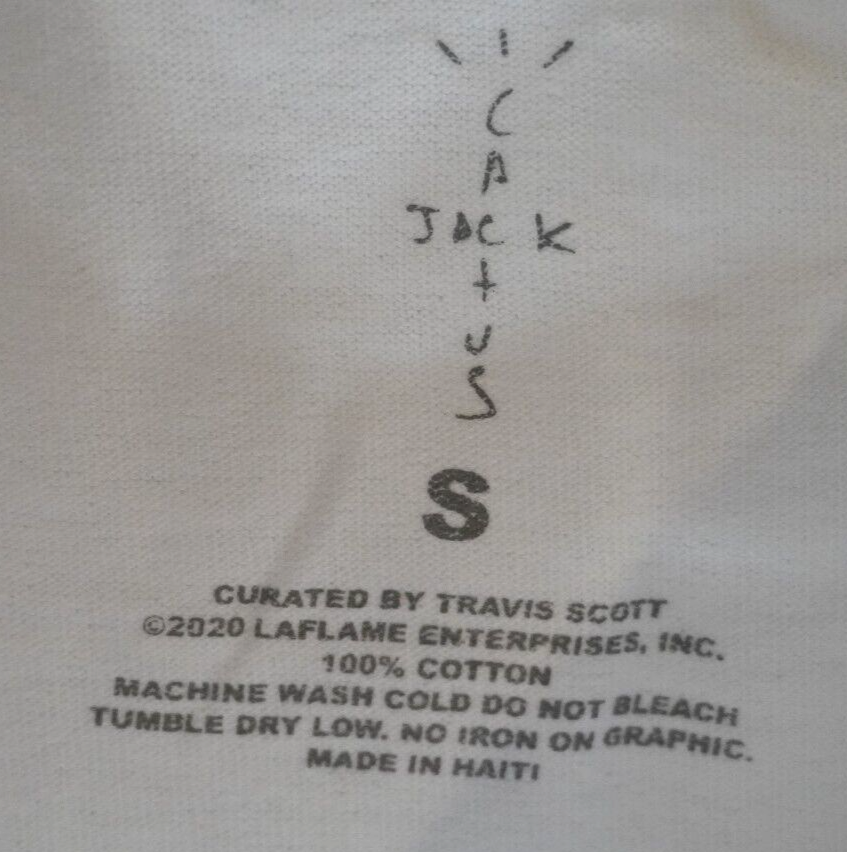 C
A
JACK
t
U
S
S
CURATED BY TRAVIS SCOTT
©2020 LAFLAME ENTERPRISES, INC.
100% COTTON
MACHINE WASH COLD DO NOT BLEACH
TUMBLE DRY LOW. NO IRON ON GRAPHIC.
MADE IN HAITI